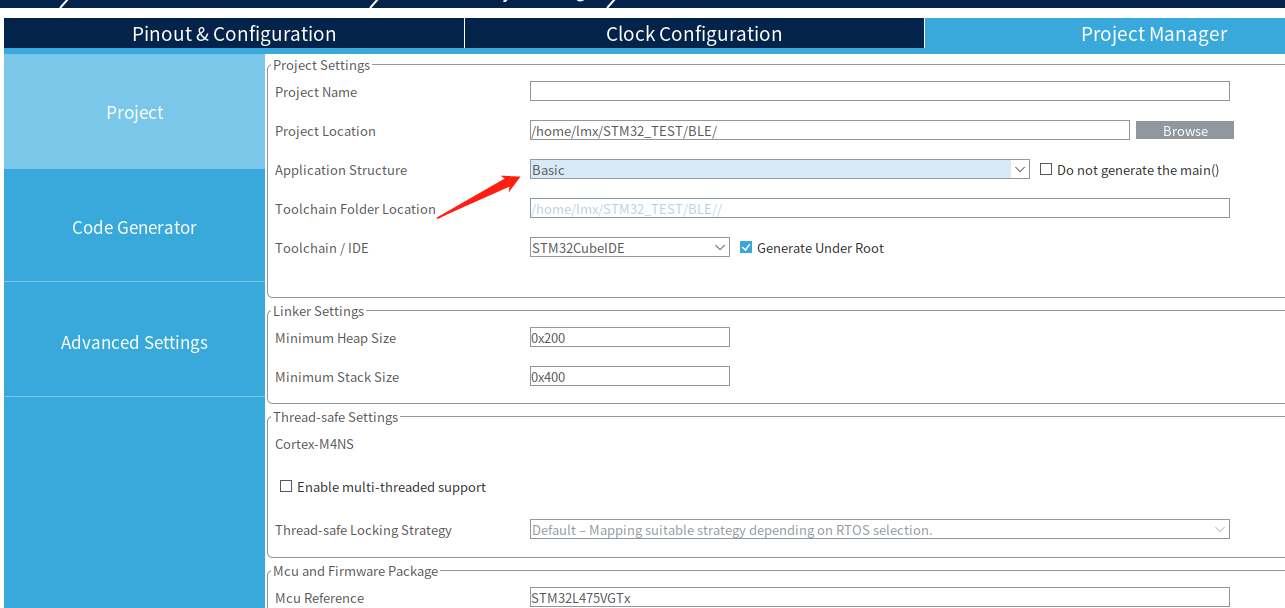 Pinout & Configuration
Clock Configuration
Project Manager
Project
Code Generator
Advanced Settings
Project Settings
Project Name
Project Location
/home/lmx/STM32_TEST/BLE/
Browse
Application Structure
Basic
Do not generate the main()
Toolchain Folder Location
/home/lmx/STM32_TEST/BLE//
Toolchain / IDE
STM32CubeIDE
Generate Under Root
Linker Settings
Minimum Heap Size
0x200
Minimum Stack Size
0x400
Thread-safe Settings
Cortex-M4NS
Enable multi-threaded support
Thread-safe Locking Strategy
Default – Mapping suitable strategy depending on RTOS selection.
Mcu and Firmware Package
Mcu Reference
STM32L475VGTx